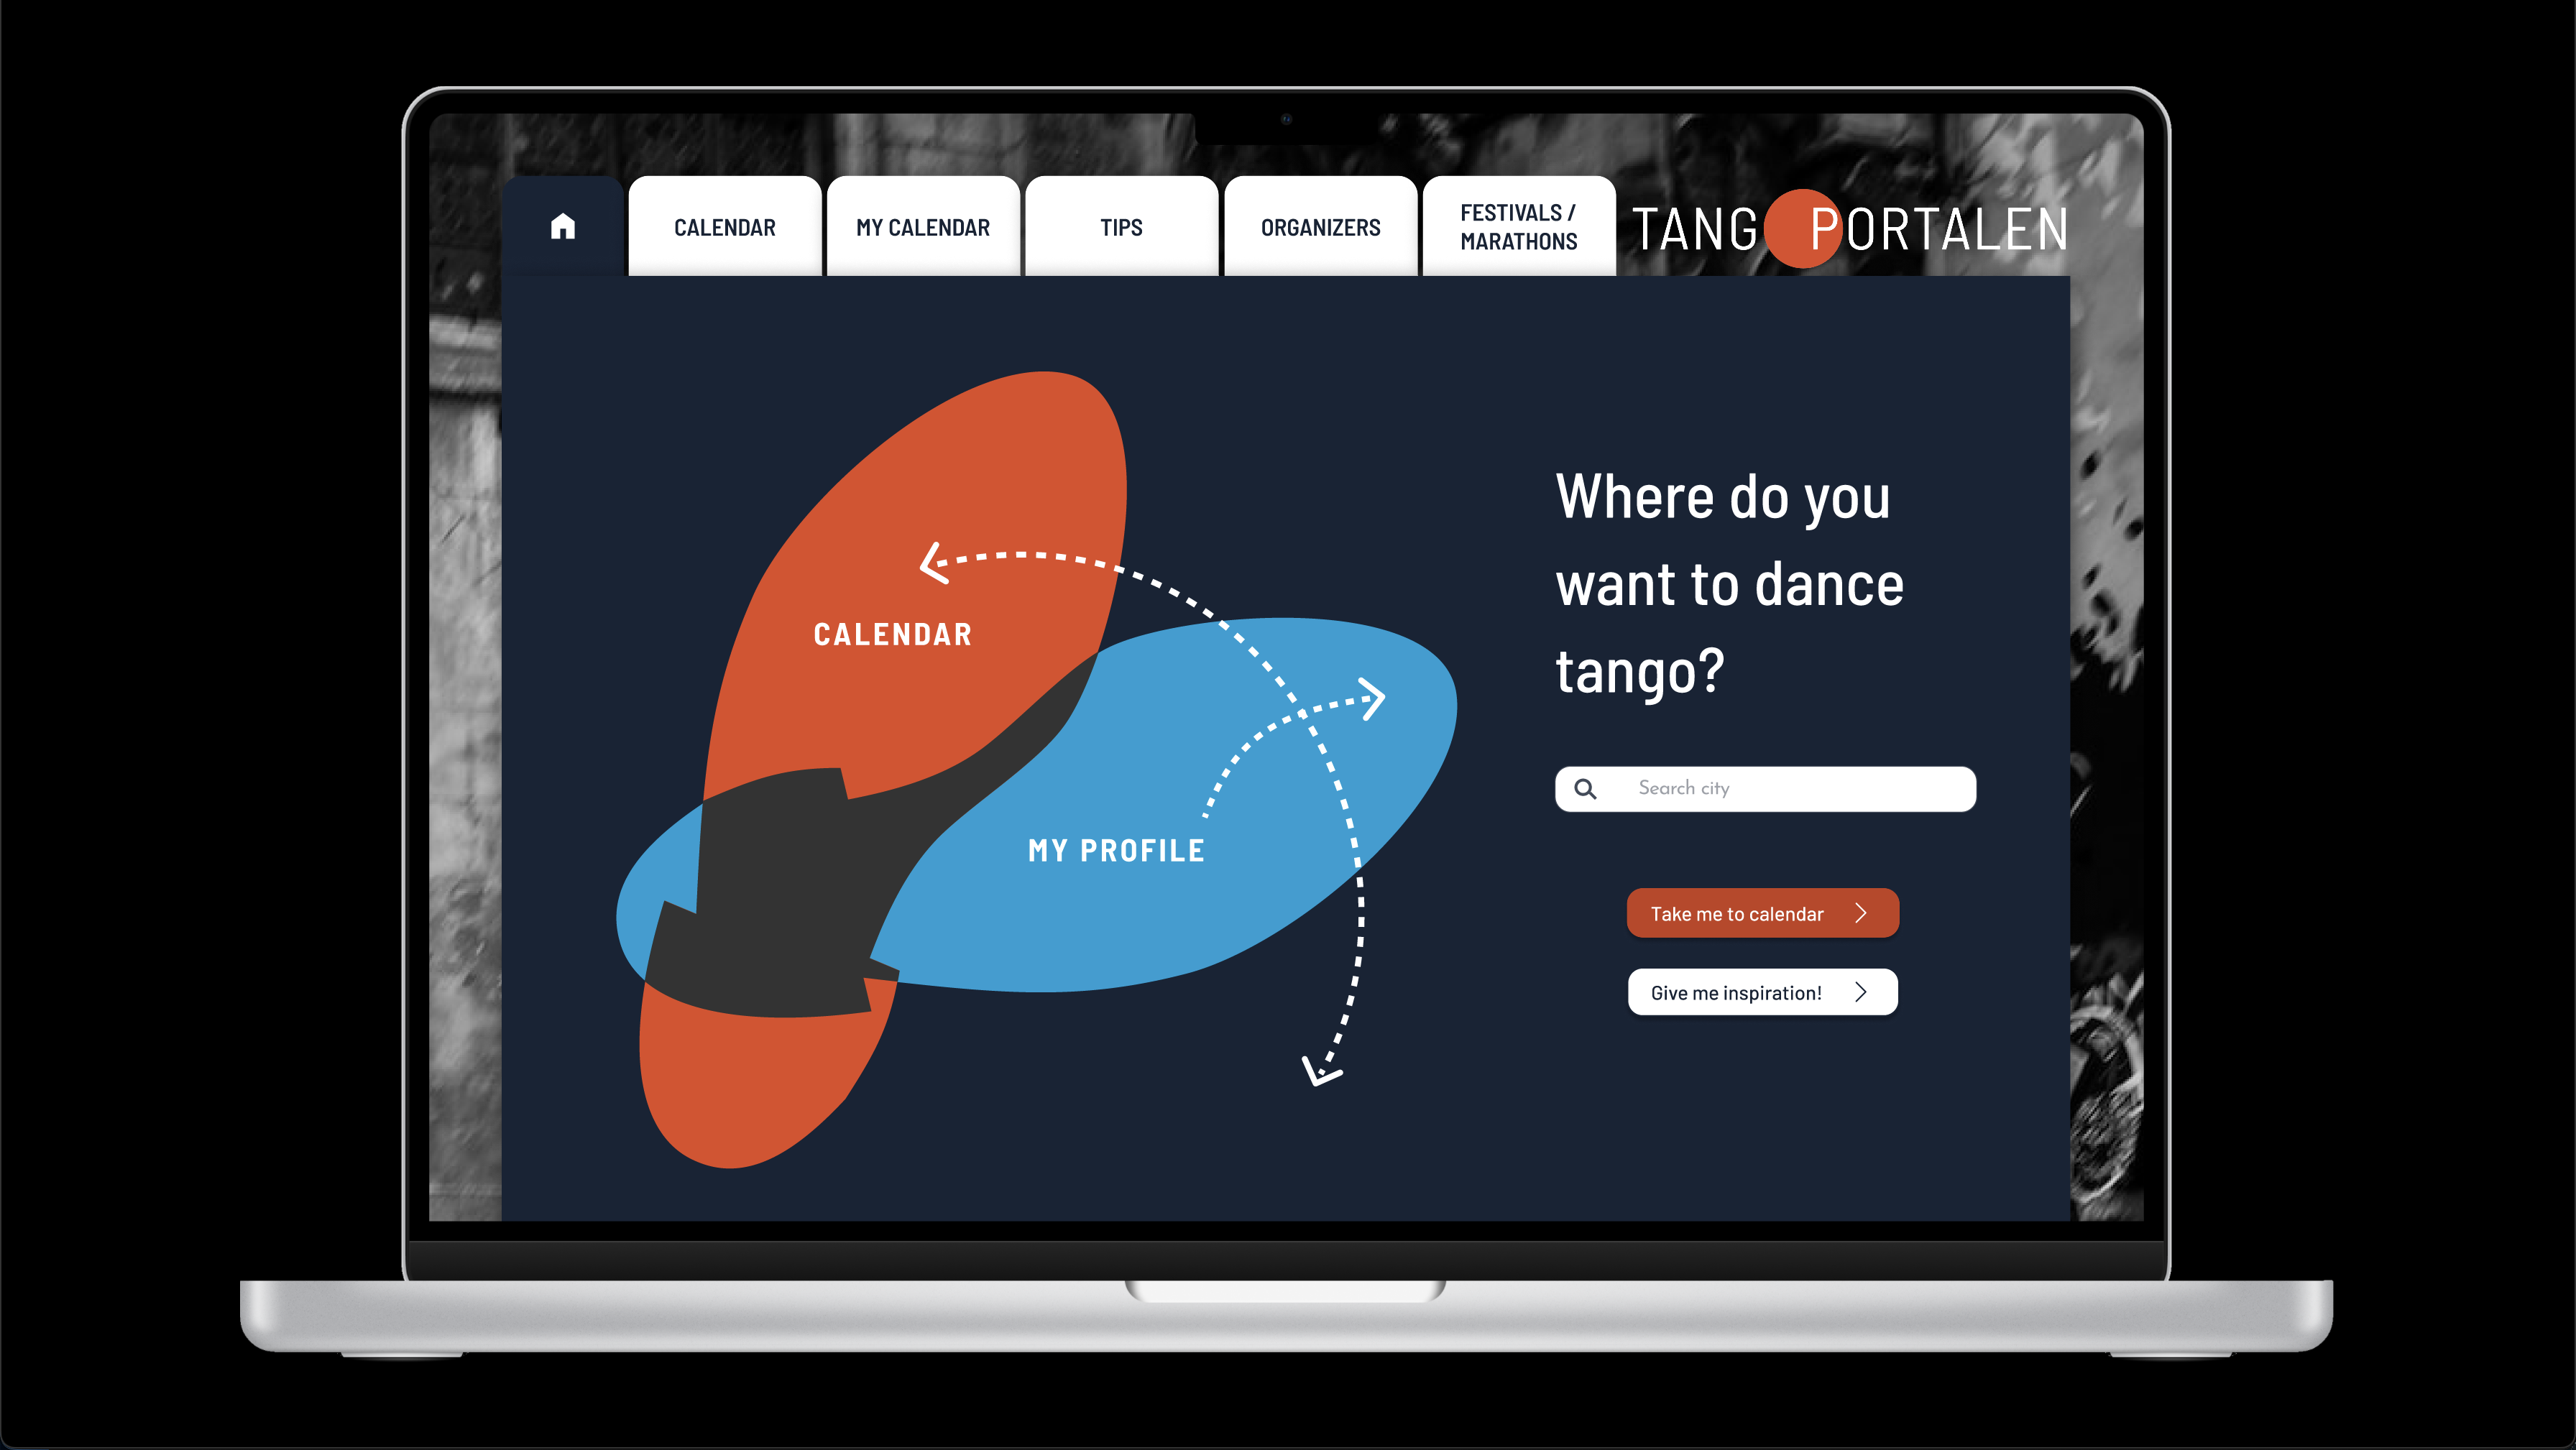 CALENDAR
MY CALENDAR
TIPS
ORGANIZERS
FESTIVALS /
MARATHONS
TANG PORTALEN
CALENDAR
MY PROFILE
Where do you
want to dance
tango?
Search city
Take me to calendar
Give me inspiration!